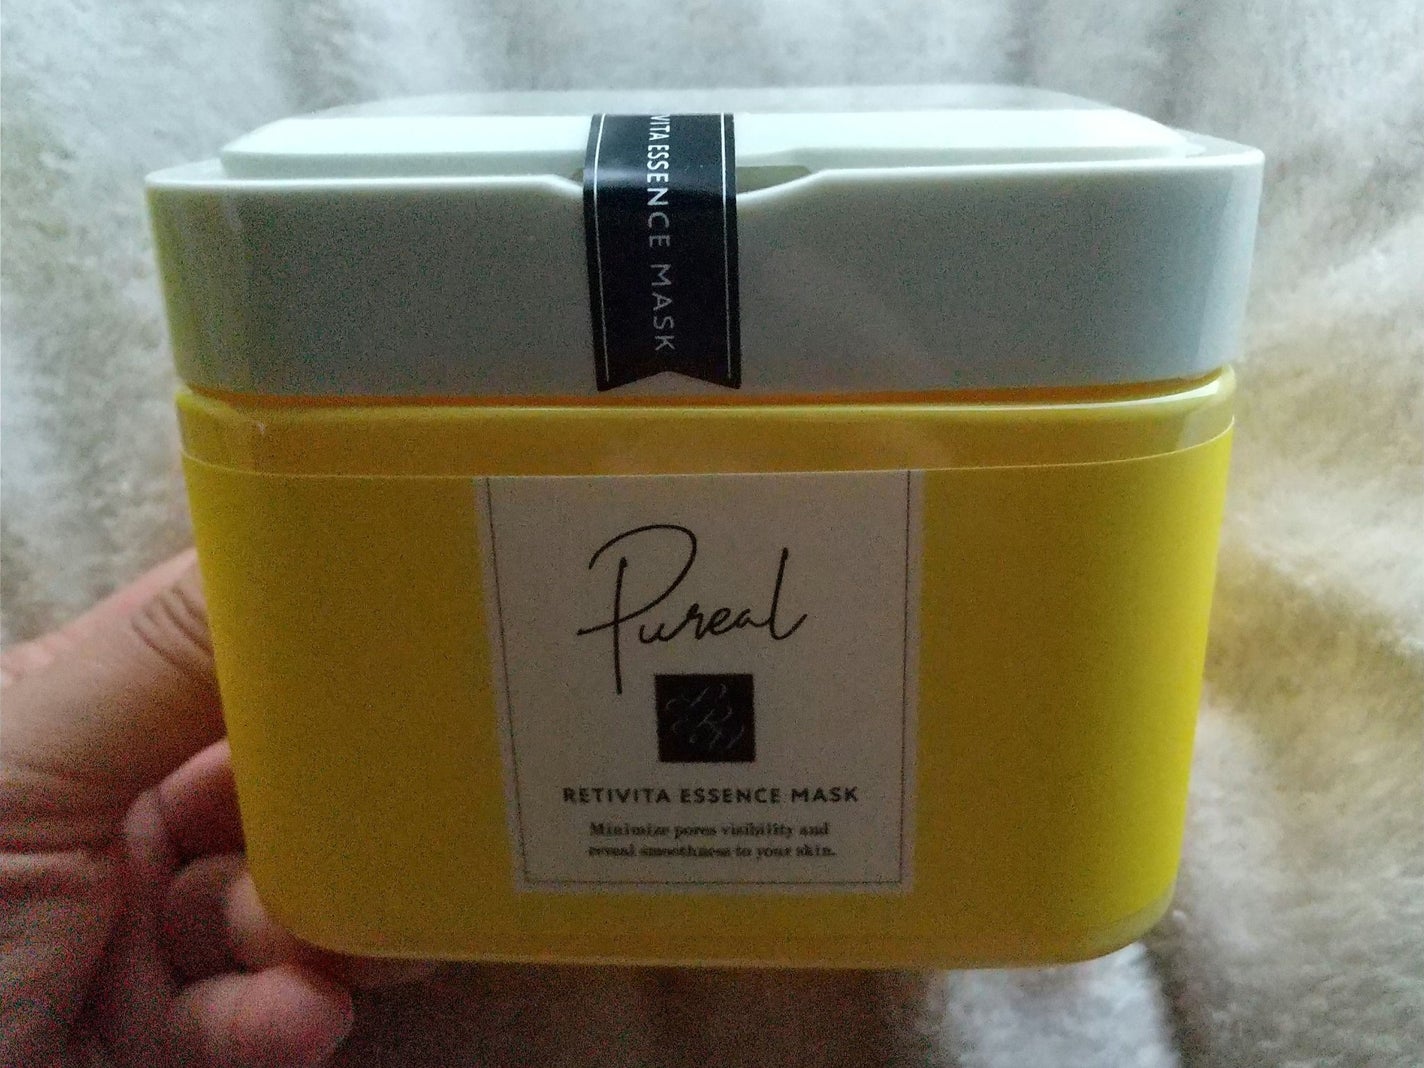 VITA ESSENCE MASK
Pureal
RETIVITA ESSENCE MASK
Minimize pores visibility and
reveal smoothness to your skin.